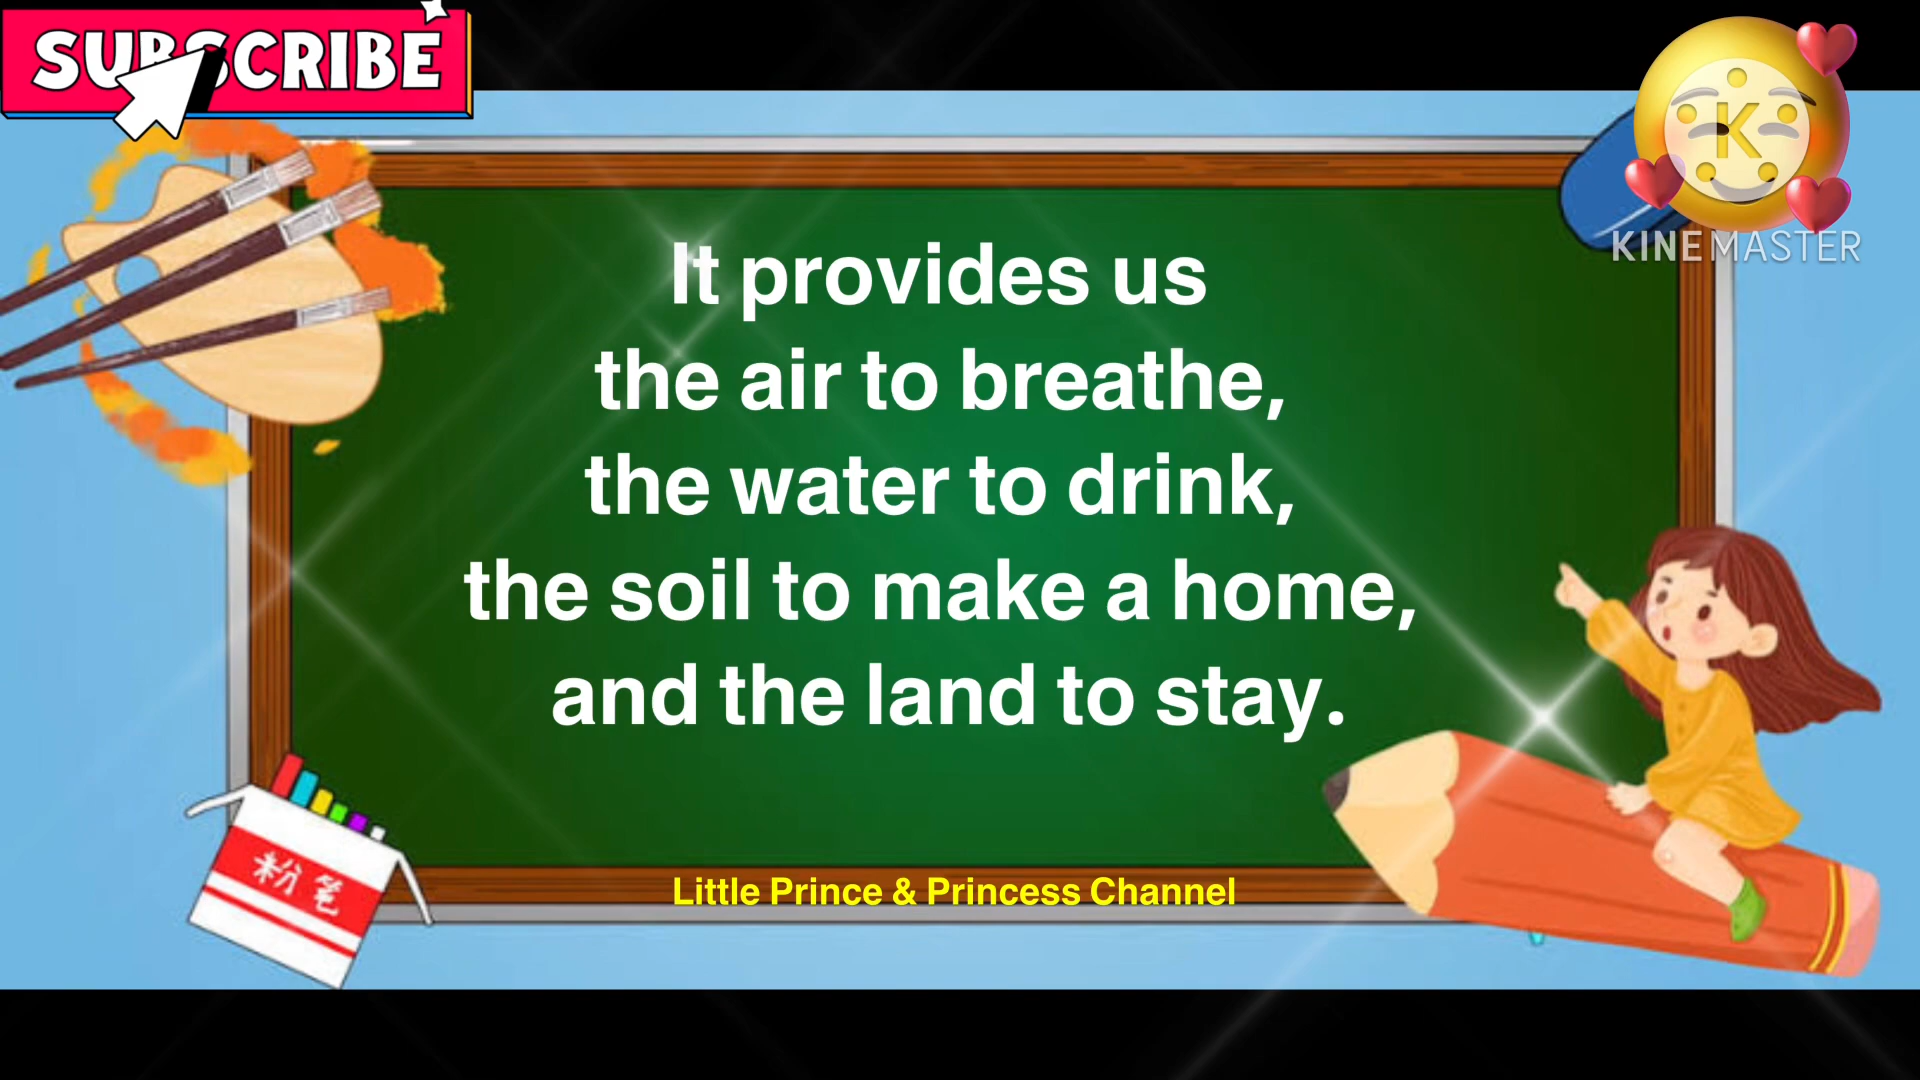 SUBSCRIBE
K
KINEMASTER
It provides us
the air to breathe,
the water to drink,
the soil to make a home,
and the land to stay.
粉笔
Little Prince & Princess Channel